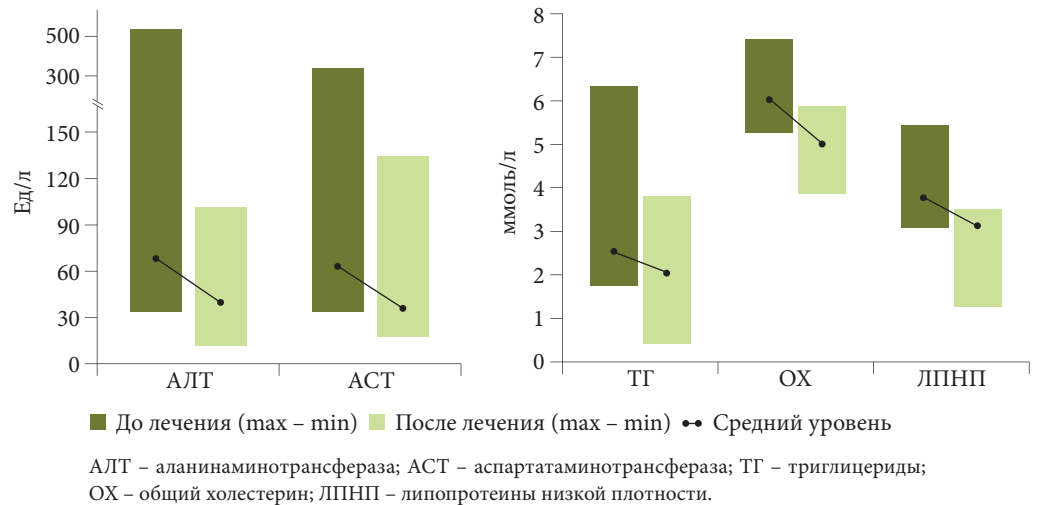 500
300
150
120
90
60
30
0
Ед/л
АЛТ
АСТ
8
7
6
5
4
3
2
1
0
ммоль/л
ТГ
ОХ
ЛПНП
До лечения (max – min)
После лечения (max – min)
Средний уровень
АЛТ – аланинаминотрансфераза; АСТ – аспартатаминотрансфераза; ТГ – триглицериды;
ОХ – общий холестерин; ЛПНП – липопротеины низкой плотности.